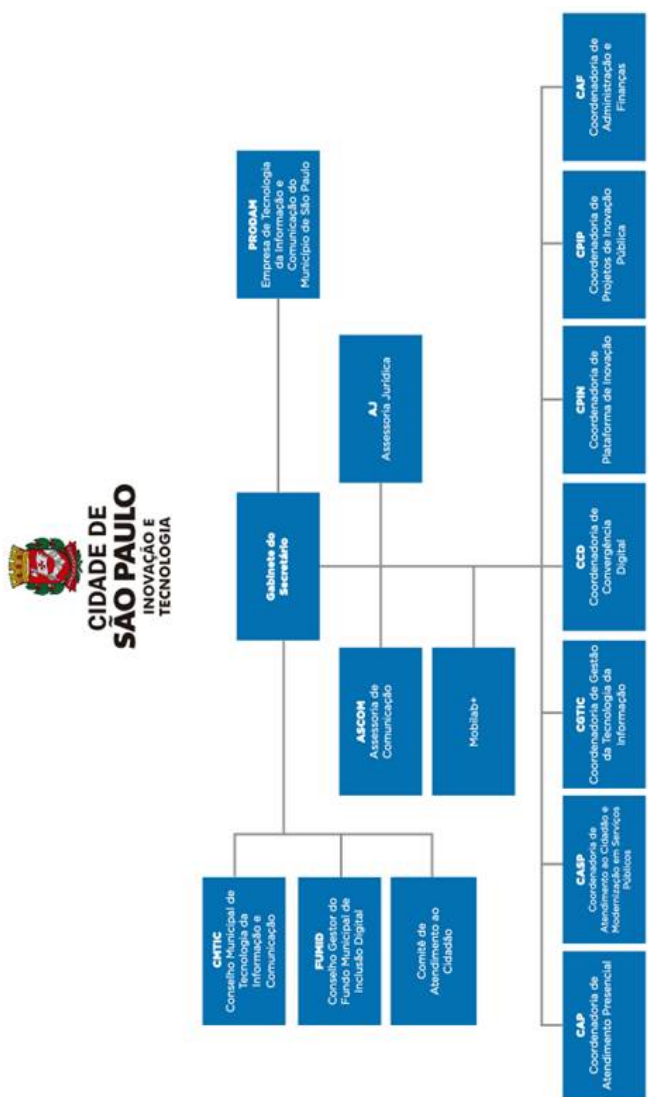 CIDADE DE
SÃO PAULO
INOVAÇÃO E
TECNOLOGIA
PRODAM
Empresa de Tecnologia
da Informação e
Comunicação do
Município de São Paulo
Gabinete do
Secretário
CMTIC
Conselho Municipal de
Tecnologia da
Informação e
Comunicação
FUMID
Conselho Gestor do
Fundo Municipal de
Inclusão Digital
Comitê de
Atendimento ao
Cidadão
ASCOM
Assessoria de
Comunicação
AJ
Assessoria Jurídica
Mobilab+
CAP
Coordenadoria de
Atendimento Presencial
CASP
Coordenadoria de
Atendimento ao Cidadão e
Modernização em Serviços
Públicos
CGTIC
Coordenadoria de Gestão
da Tecnologia da
Informação
CCD
Coordenadoria de
Convergência
Digital
CPIN
Coordenadoria de
Plataforma de Inovação
CPIP
Coordenadoria de
Projetos de Inovação
Pública
CAF
Coordenadoria de
Administração e
Finanças